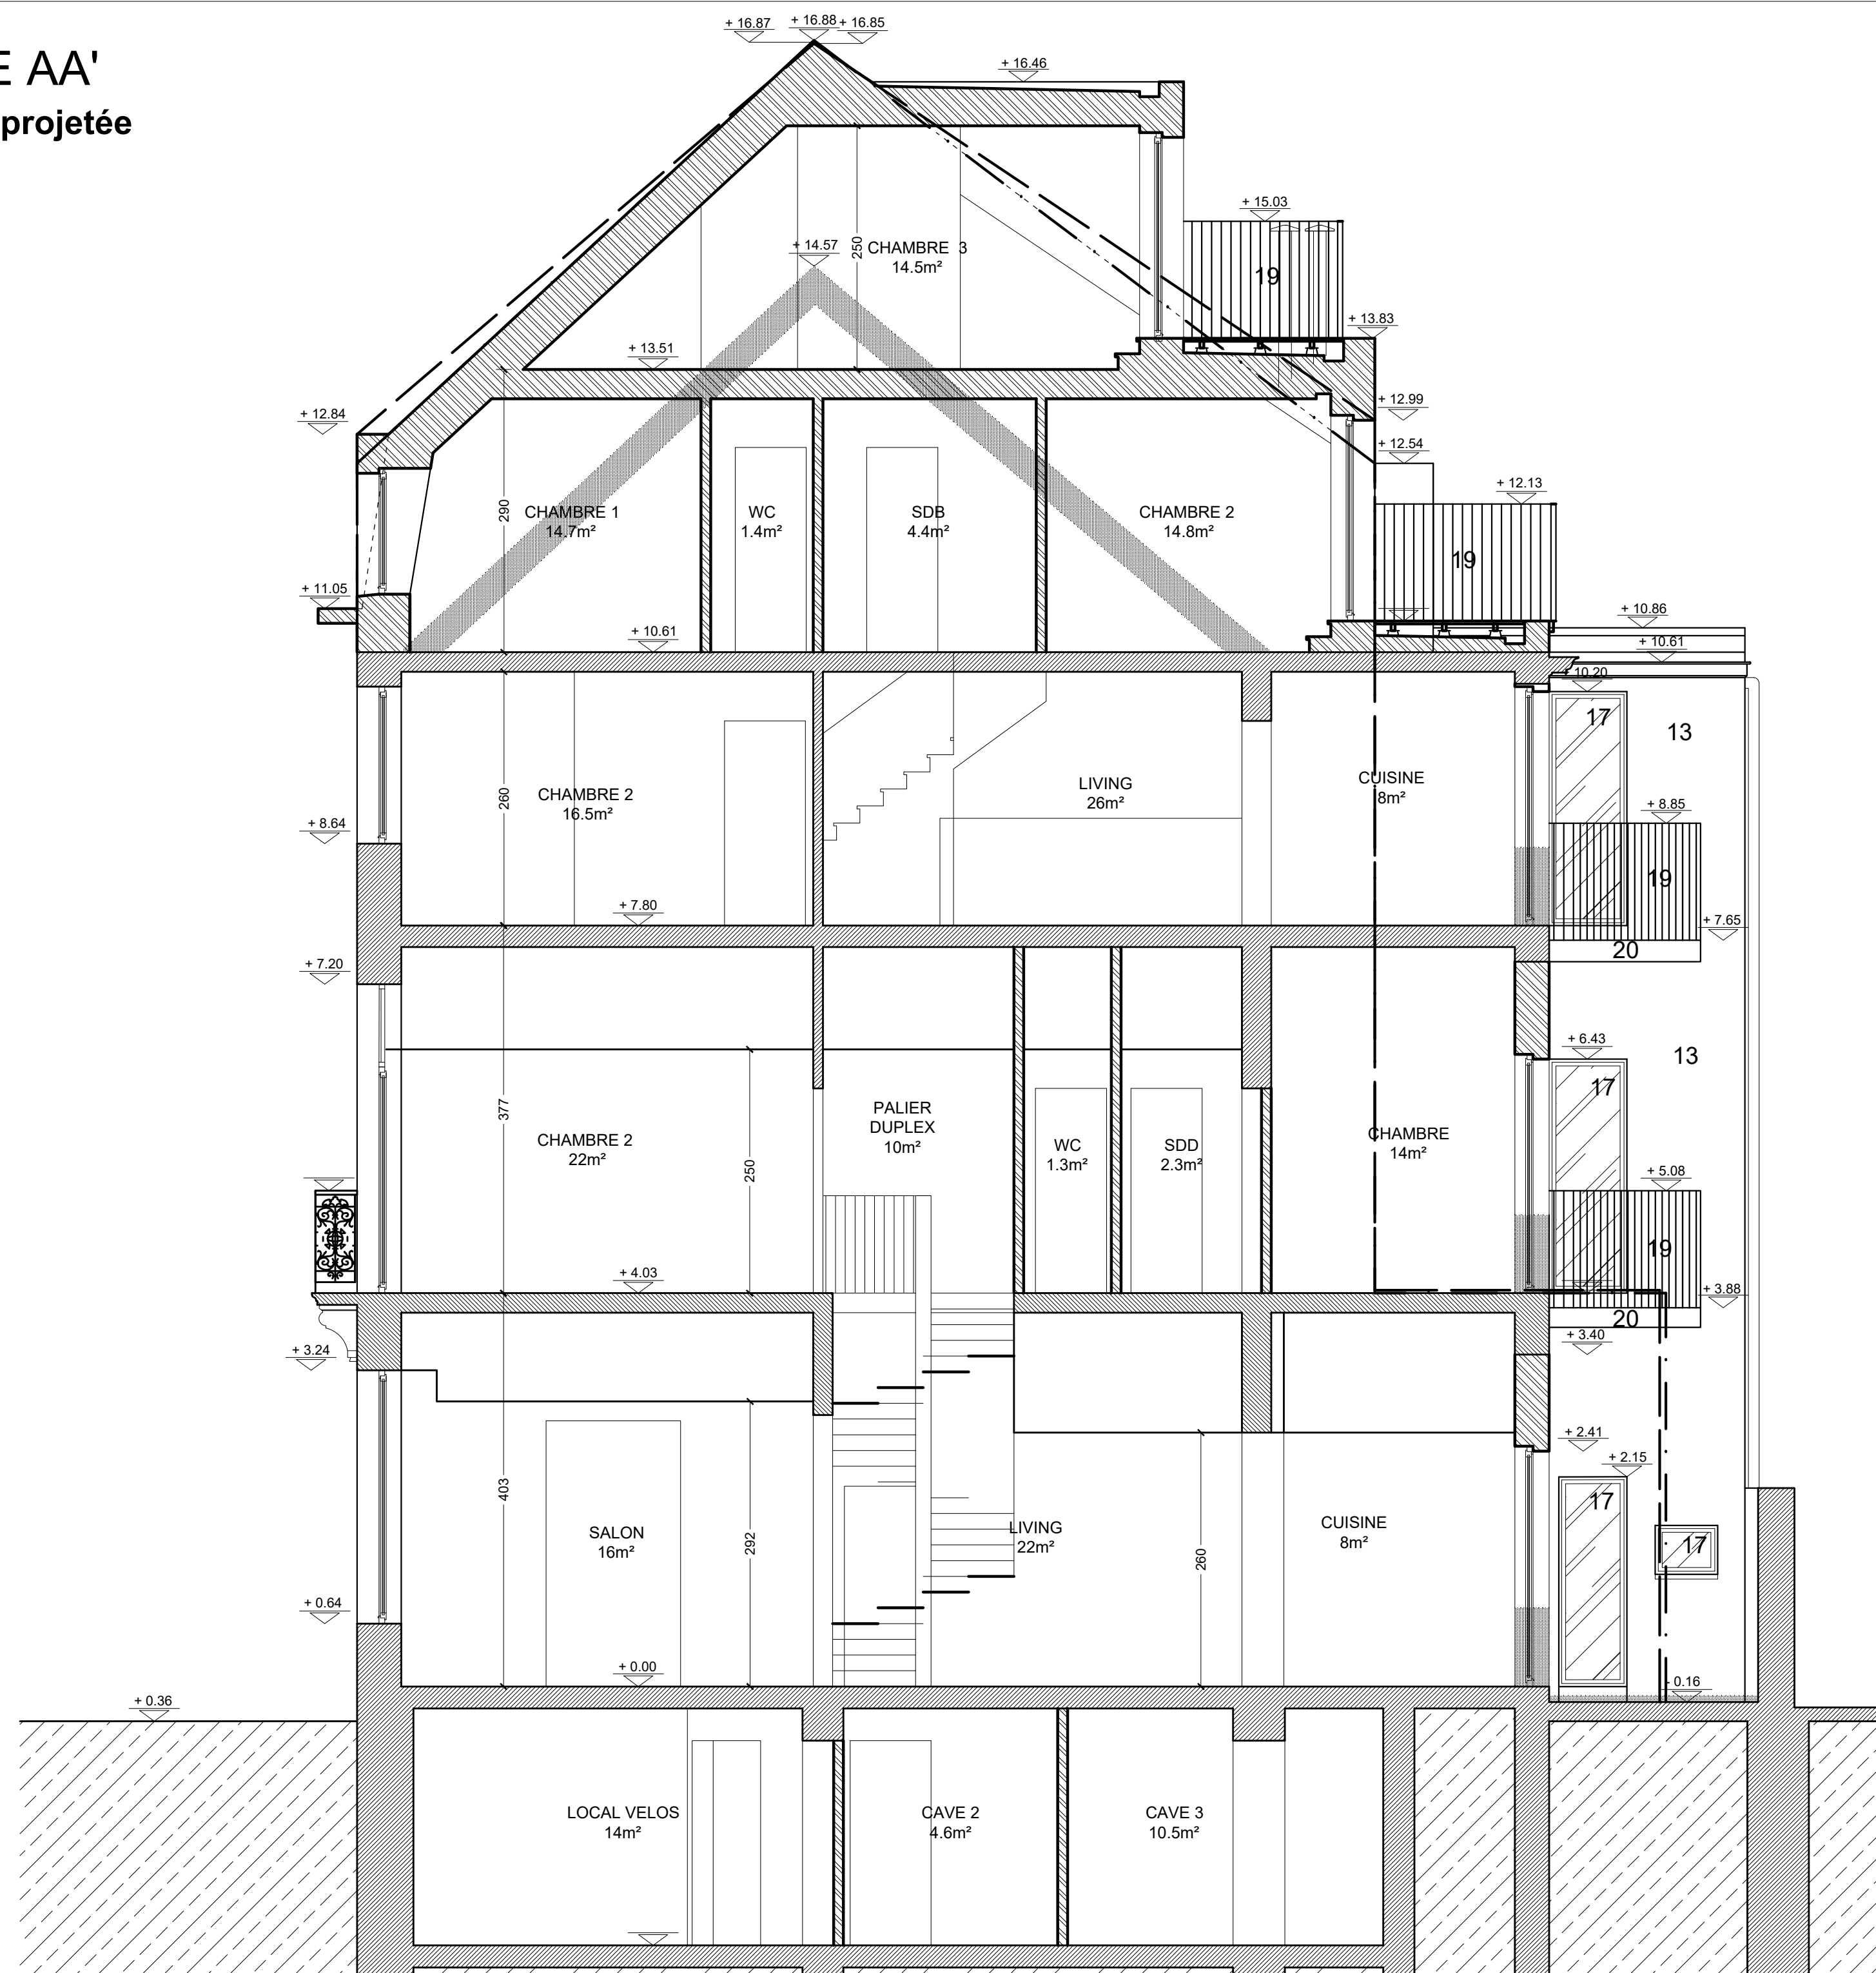 E AA'
projetée
+ 16.87
+ 16.88
+ 16.85
+ 16.46
+ 15.03
19
+ 14.57
250
CHAMBRE 3
14.5m²
+ 13.83
+ 13.51
+ 12.84
+ 12.99
+ 12.54
+ 12.13
290
CHAMBRE 1
14.7m²
WC
1.4m²
SDB
4.4m²
CHAMBRE 2
14.8m²
19
+ 11.05
+ 10.61
+ 10.86
+ 10.61
10.20
17
13
260
CHAMBRE 2
16.5m²
LIVING
26m²
CUISINE
8m²
+ 8.64
+ 8.85
19
+ 7.80
+ 7.65
20
+ 7.20
+ 6.43
13
17
377
CHAMBRE 2
22m²
250
PALIER
DUPLEX
10m²
WC
1.3m²
SDD
2.3m²
CHAMBRE
14m²
+ 5.08
19
+ 4.03
+ 3.88
20
+ 3.40
+ 3.24
+ 2.41
+ 2.15
17
403
SALON
16m²
292
LIVING
22m²
260
CUISINE
8m²
17
+ 0.64
+ 0.00
- 0.16
+ 0.36
LOCAL VELOS
14m²
CAVE 2
4.6m²
CAVE 3
10.5m²